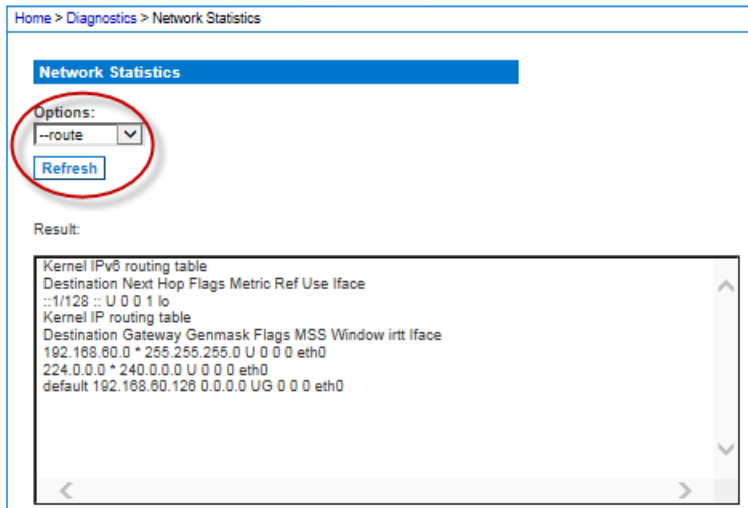 Home > Diagnostics > Network Statistics
Network Statistics
Options:
--route
Refresh
Result:
Kernel IPv6 routing table
Destination Next Hop Flags Metric Ref Use Iface
::1/128 :: U 0 0 1 lo
Kernel IP routing table
Destination Gateway Genmask Flags MSS Window irtt Iface
192.168.60.0 * 255.255.255.0 U 0 0 0 eth0
224.0.0.0 * 240.0.0.0 U 0 0 0 eth0
default 192.168.60.126 0.0.0.0 UG 0 0 0 eth0